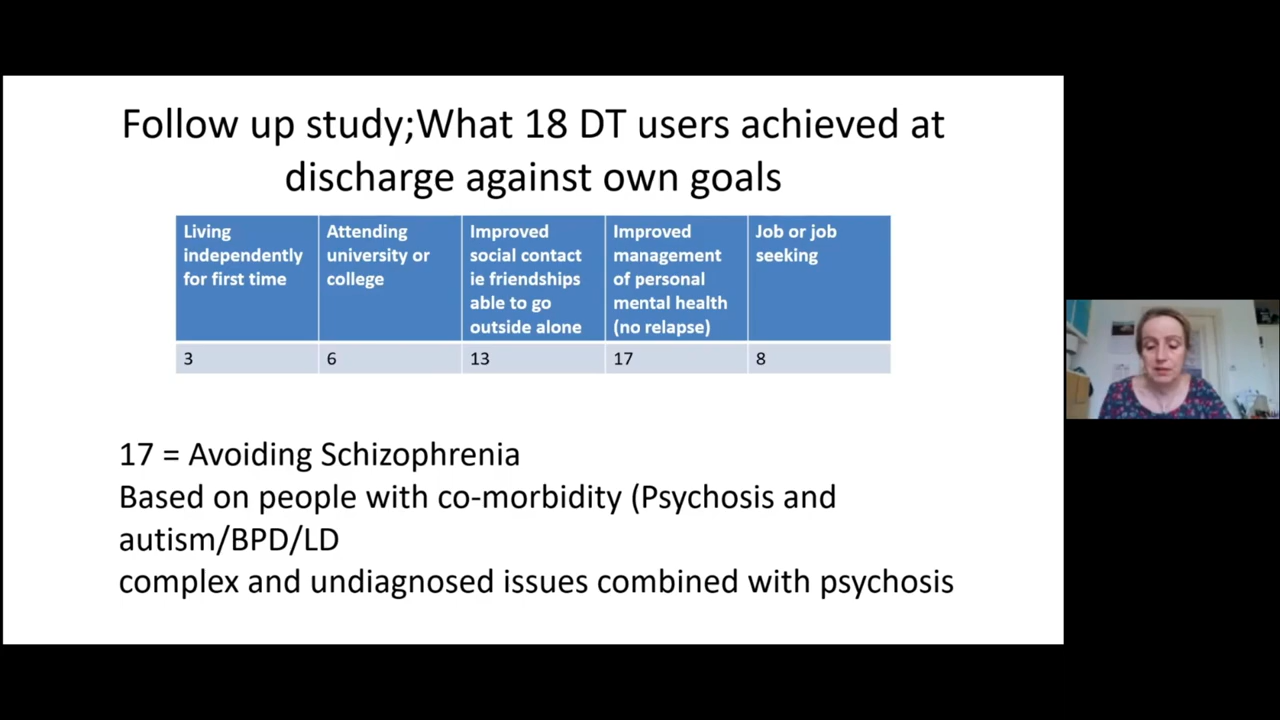 Follow up study;What 18 DT users achieved at
discharge against own goals
Living
independently
for first time
Attending
university or
college
Improved
social contact
ie friendships
able to go
outside alone
Improved
management
of personal
mental health
(no relapse)
Job or job
seeking
3
6
13
17
8
17 = Avoiding Schizophrenia
Based on people with co-morbidity (Psychosis and
autism/BPD/LD
complex and undiagnosed issues combined with psychosis